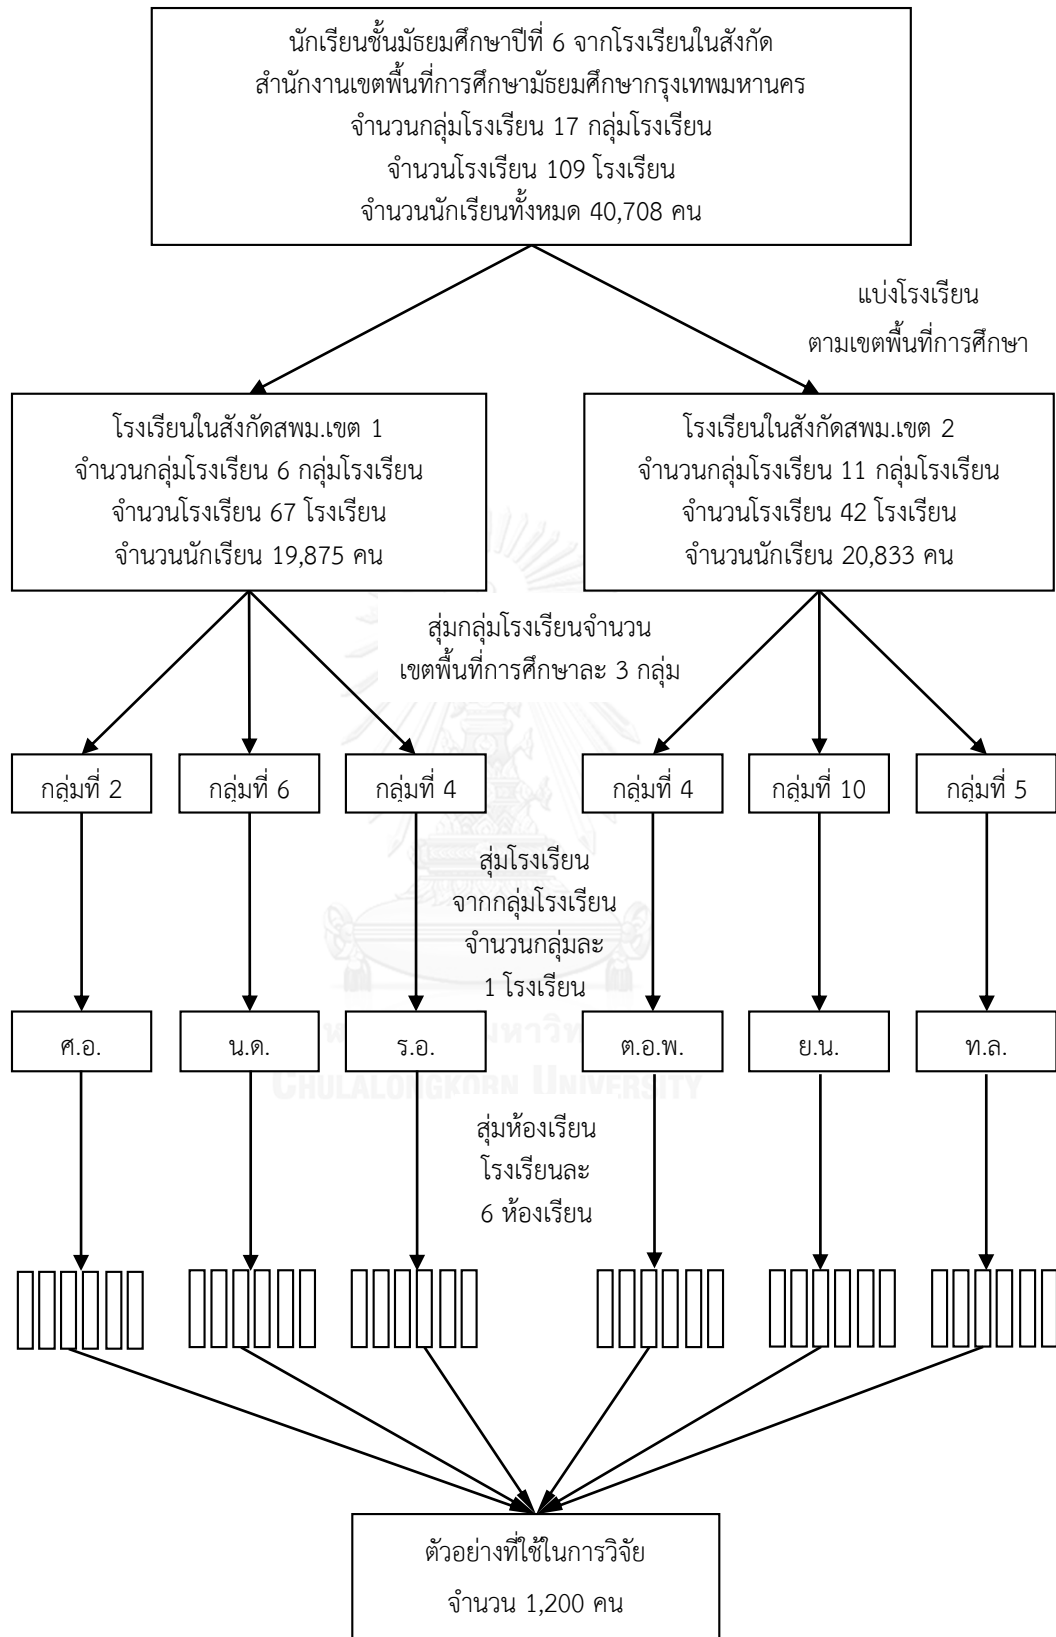 นักเรียนชั้นมัธยมศึกษาปีที่ 6 จากโรงเรียนในสังกัด
สำนักงานเขตพื้นที่การศึกษามัธยมศึกษากรุงเทพมหานคร
จำนวนกลุ่มโรงเรียน 17 กลุ่มโรงเรียน
จำนวนโรงเรียน 109 โรงเรียน
จำนวนนักเรียนทั้งหมด 40,708 คน
แบ่งโรงเรียน
ตามเขตพื้นที่การศึกษา
โรงเรียนในสังกัดสพม.เขต 1
จำนวนกลุ่มโรงเรียน 6 กลุ่มโรงเรียน
จำนวนโรงเรียน 67 โรงเรียน
จำนวนนักเรียน 19,875 คน
โรงเรียนในสังกัดสพม.เขต 2
จำนวนกลุ่มโรงเรียน 11 กลุ่มโรงเรียน
จำนวนโรงเรียน 42 โรงเรียน
จำนวนนักเรียน 20,833 คน
สุ่มกลุ่มโรงเรียนจำนวน
เขตพื้นที่การศึกษาละ 3 กลุ่ม
กลุ่มที่ 2
กลุ่มที่ 6
กลุ่มที่ 4
กลุ่มที่ 4
กลุ่มที่ 10
กลุ่มที่ 5
สุ่มโรงเรียน
จากกลุ่มโรงเรียน
จำนวนกลุ่มละ
1 โรงเรียน
ศ.อ.
น.ด.
ร.อ.
ต.อ.พ.
ย.น.
ท.ล.
CHULALONGKORN UNIVERSITY
สุ่มห้องเรียน
โรงเรียนละ
6 ห้องเรียน
ตัวอย่างที่ใช้ในการวิจัย
จำนวน 1,200 คน